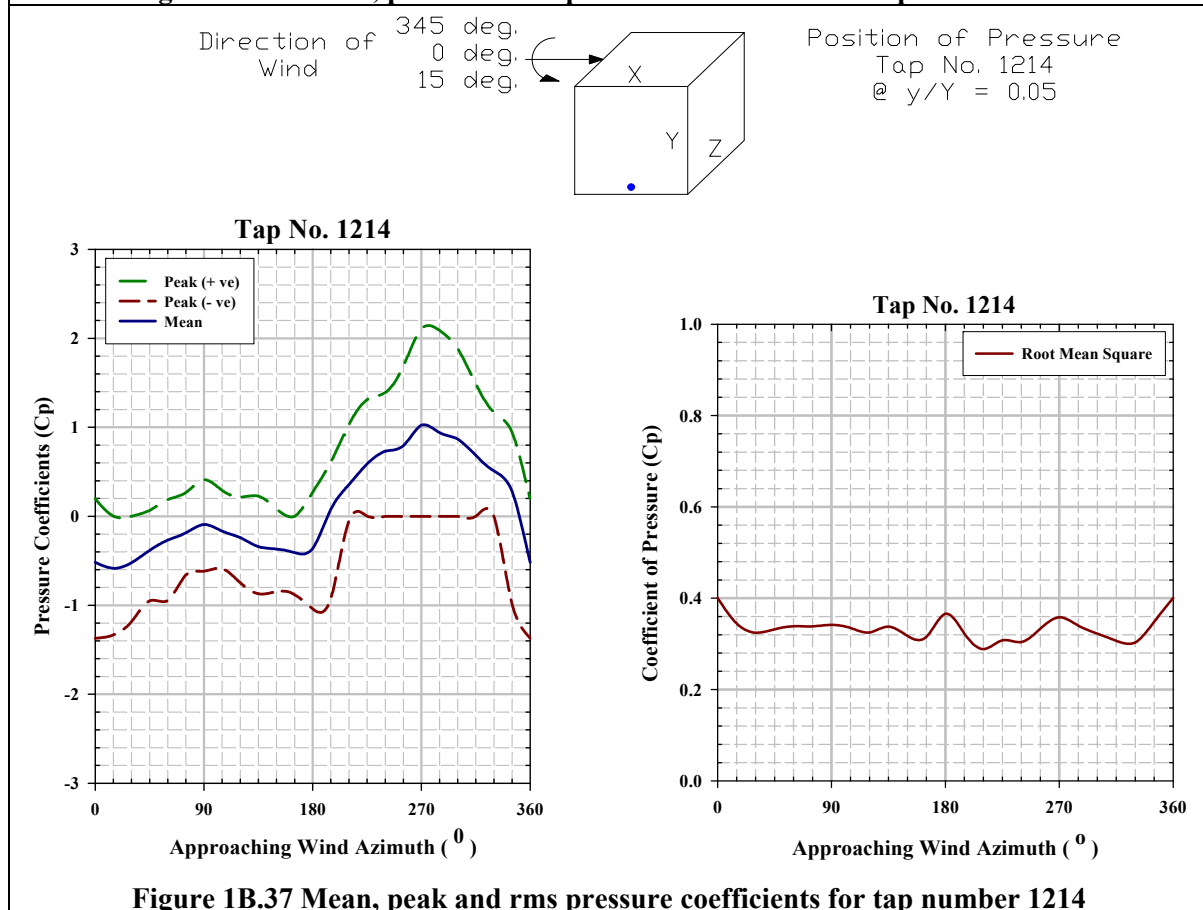 Direction of
Wind
345 deg.
0 deg.
15 deg.
X
Y
Z
Position of Pressure
Tap No. 1214
@ y/Y = 0.05
Tap No. 1214
Peak (+ ve)
Peak (- ve)
Mean
3
2
1
0
-1
-2
-3
Pressure Coefficients (Cp)
0 90 180 270 360
Approaching Wind Azimuth ( 0 )
Tap No. 1214
Root Mean Square
1.0
0.8
0.6
0.4
0.2
0.0
Coefficient of Pressure (Cp)
0 90 180 270 360
Approaching Wind Azimuth ( o )
Figure 1B.37 Mean, peak and rms pressure coefficients for tap number 1214